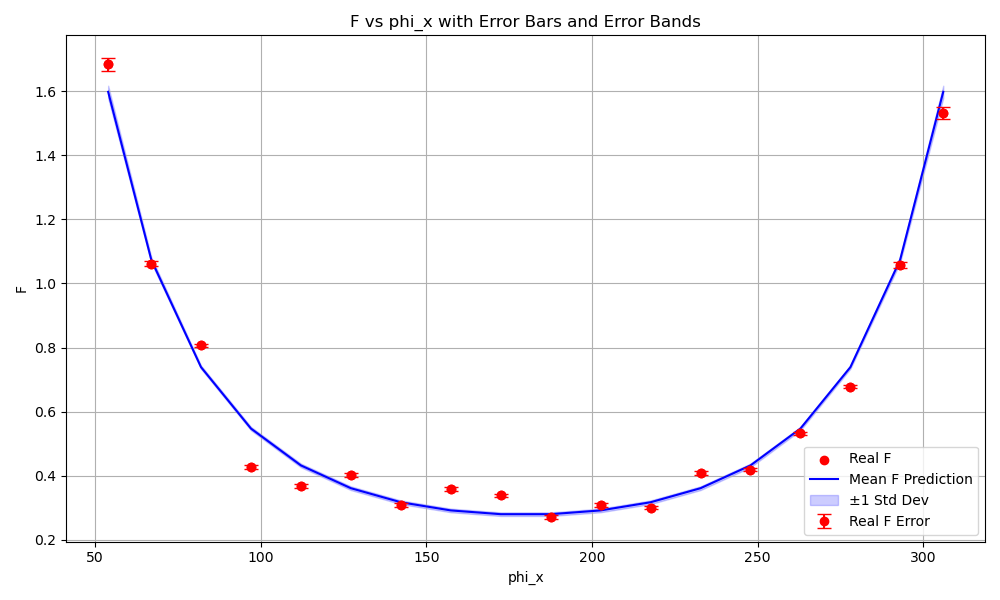 F vs phi_x with Error Bars and Error Bands
F
1.6
1.4
1.2
1.0
0.8
0.6
0.4
0.2
50 100 150 200 250 300
phi_x
Real F
Mean F Prediction
±1 Std Dev
Real F Error